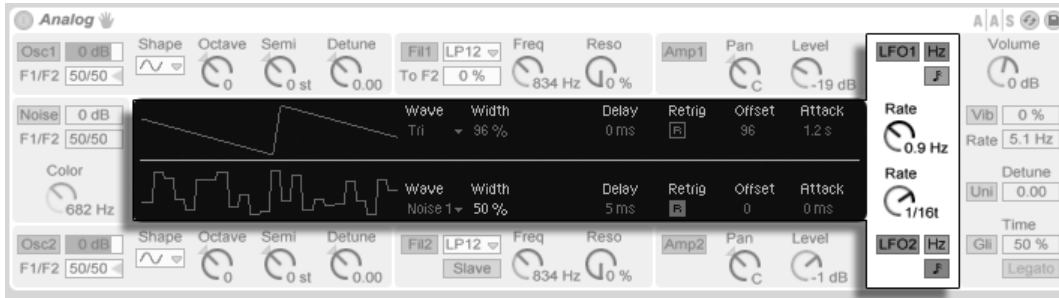 Analog A|A|S
Osc1 0 dB Shape Octave Semi Detune Fil1 LP12 Freq Reso Amp1 Pan Level LFO1 Hz Volume
F1/F2 50/50 0 0 st 0.00 To F2 0 % 834 Hz 0 % C -19 dB 0 dB
Noise 0 dB Wave Width Delay Retrig Offset Attack Rate Vib 0 %
F1/F2 50/50 Tri 96 % 0 ms R 96 1.2 s 0.9 Hz Rate 5.1 Hz
Color Rate Detune
682 Hz Wave Width Delay Retrig Offset Attack 1/16t Uni 0.00
Noise 1 50 % 5 ms R 0 0 ms Time
Osc2 0 dB Shape Octave Semi Detune Fil2 LP12 Freq Reso Amp2 Pan Level LFO2 Hz Gli 50 %
F1/F2 50/50 0 0 st 0.00 Slave 834 Hz 0 % C -1 dB Legato